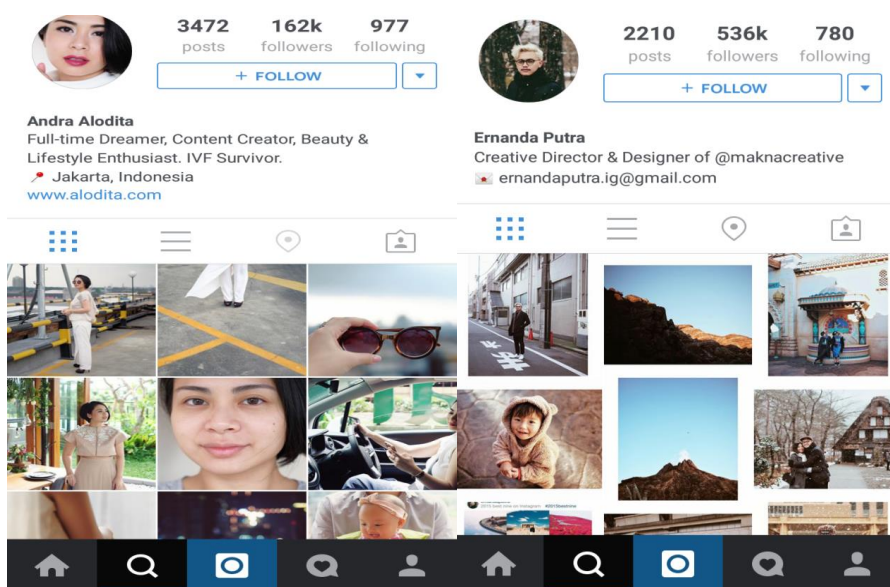 3472 162k 977
posts followers following
+ FOLLOW
Andra Alodita
Full-time Dreamer, Content Creator, Beauty &
Lifestyle Enthusiast. IVF Survivor.
Jakarta, Indonesia
www.alodita.com
2210 536k 780
posts followers following
+ FOLLOW
Ernanda Putra
Creative Director & Designer of @maknacreative
ernandaputra.ig@gmail.com